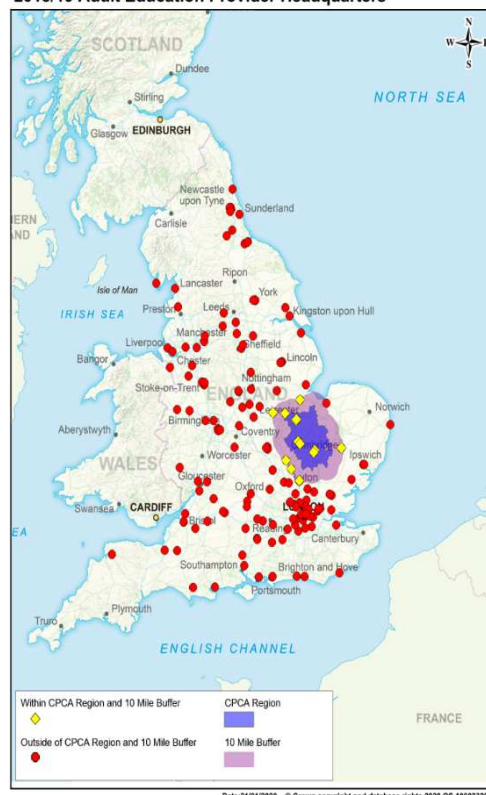 2018/19 Adult Education Provider Headquarters
SCOTLAND
Dundee
Stirling
Glasgow
EDINBURGH
N
W
S
NORTH SEA
Newcastle
upon Tyne
Sunderland
Carlisle
Isle of Man
Ripon
Lancaster
York
Preston
Leeds
Kingston upon Hull
IRISH SEA
Manchester
Liverpool
Sheffield
Bangor
Chester
Lincoln
Stoke-on-Trent
Nottingham
ENGLAND
Leicester
Norwich
Birmingham
Coventry
Aberystwyth
Worcester
Ipswich
WALES
Gloucester
Oxford
Swansea
CARDIFF
Bristol
Reading
LONDON
Canterbury
Southampton
Brighton and Hove
Portsmouth
Plymouth
Truro
ENGLISH CHANNEL
FRANCE
Within CPCA Region and 10 Mile Buffer
CPCA Region
Outside of CPCA Region and 10 Mile Buffer
10 Mile Buffer